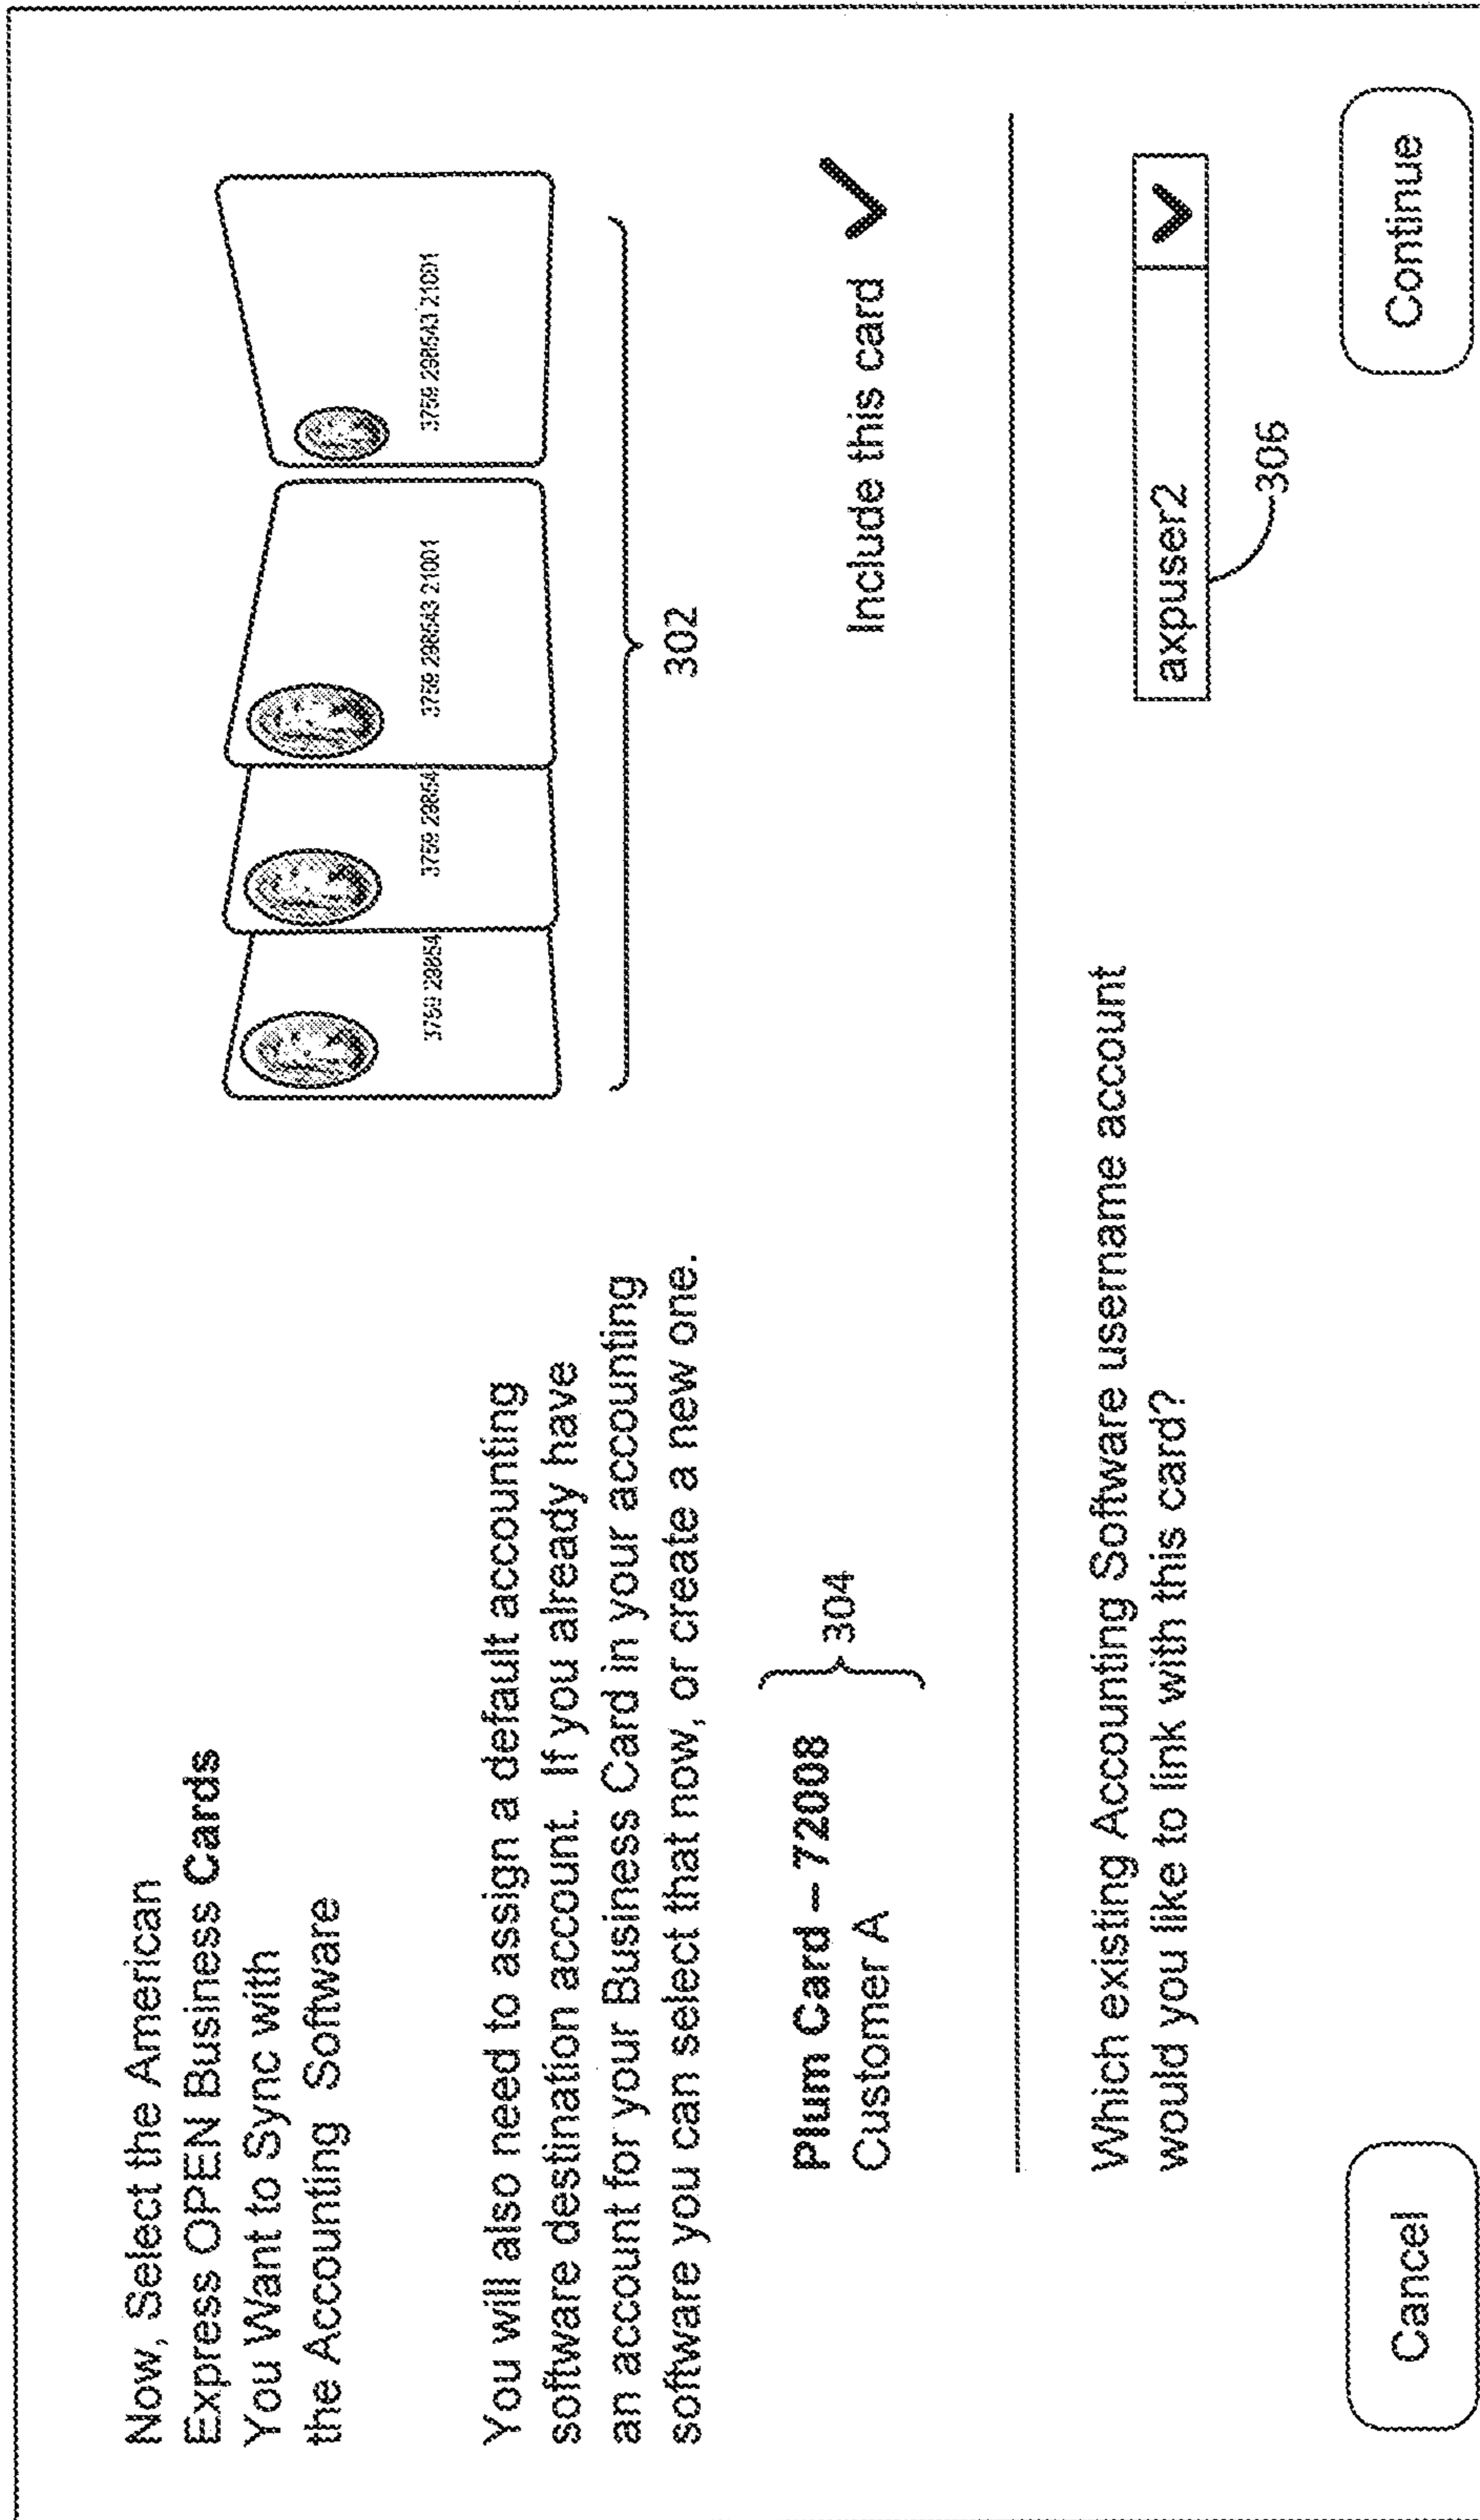 Now, Select the American
Express OPEN Business Cards
You Want to Sync with
the Accounting Software
3759 29854
3759 29854
3759 298543 21001
3759 298543 21001
302
You will also need to assign a default accounting
software destination account. If you already have
an account for your Business Card in your accounting
software you can select that now, or create a new one.
Plum Card -- 72008
Customer A
304
Include this card
Which existing Accounting Software username account
would you like to link with this card?
axpuser2
306
Cancel
Continue